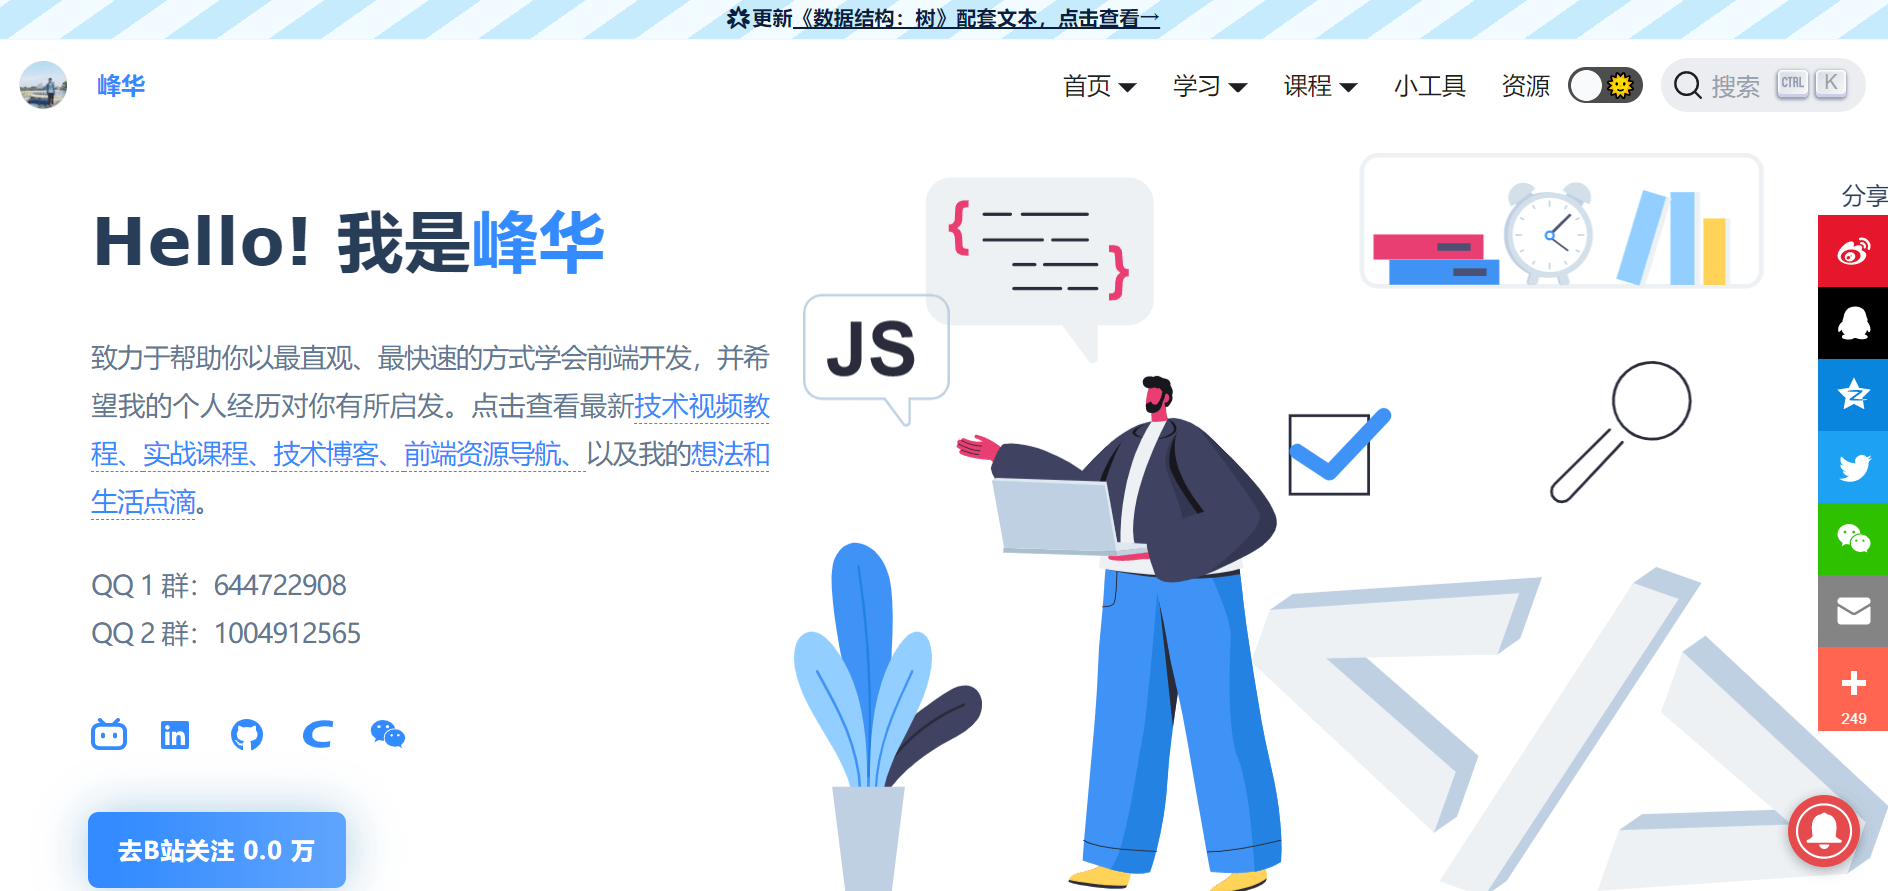 更新《数据结构：树》配套文本，点击查看→
峰华
首页 学习 课程 小工具 资源 搜索 CTRL K
分享
Hello! 我是峰华
{ }
JS
致力于帮助你以最直观、最快速的方式学会前端开发，并希
望我的个人经历对你有所启发。点击查看最新技术视频教
程、实战课程、技术博客、前端资源导航、以及我的想法和
生活点滴。
QQ 1 群：644722908
QQ 2 群：1004912565
249
去B站关注 0.0 万